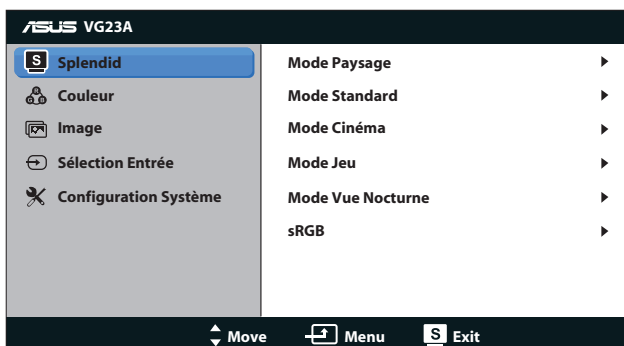 ASUS VG23A
S Splendid
Couleur
Image
Sélection Entrée
Configuration Système
Mode Paysage
Mode Standard
Mode Cinéma
Mode Jeu
Mode Vue Nocturne
sRGB
Move Menu S Exit